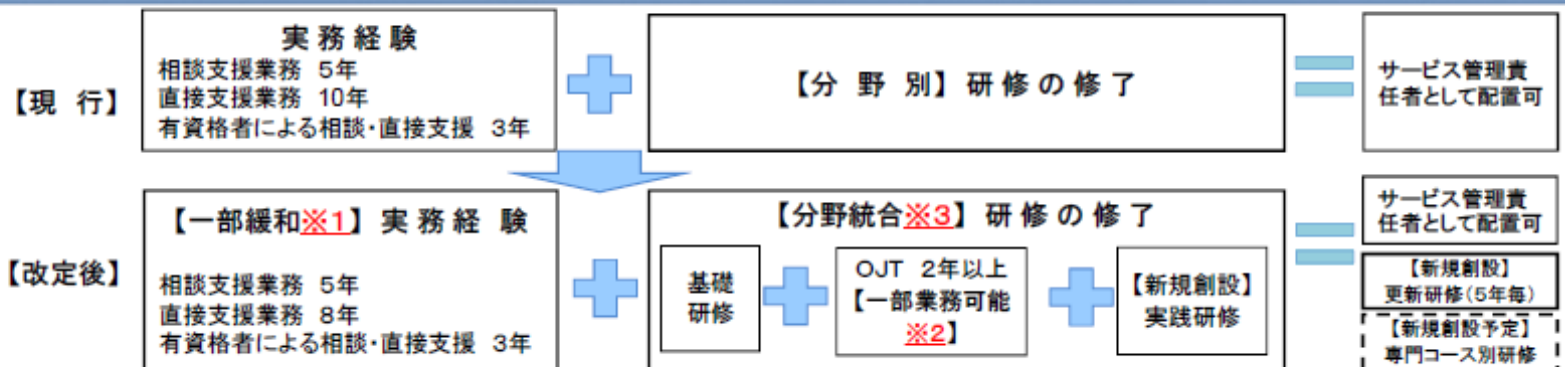 【現 行】
実 務 経 験
相談支援業務 5年
直接支援業務 10年
有資格者による相談・直接支援 3年
【分 野 別】 研 修 の 修 了
サービス管理責
任者として配置可
【改定後】
【一部緩和※1】 実 務 経 験
相談支援業務 5年
直接支援業務 8年
有資格者による相談・直接支援 3年
【分野統合※3】 研 修 の 修 了
基礎
研修
OJT 2年以上
【一部業務可能
※2】
【新規創設】
実践研修
サービス管理責
任者として配置可
【新規創設】
更新研修(5年毎)
【新規創設予定】
専門コース別研修